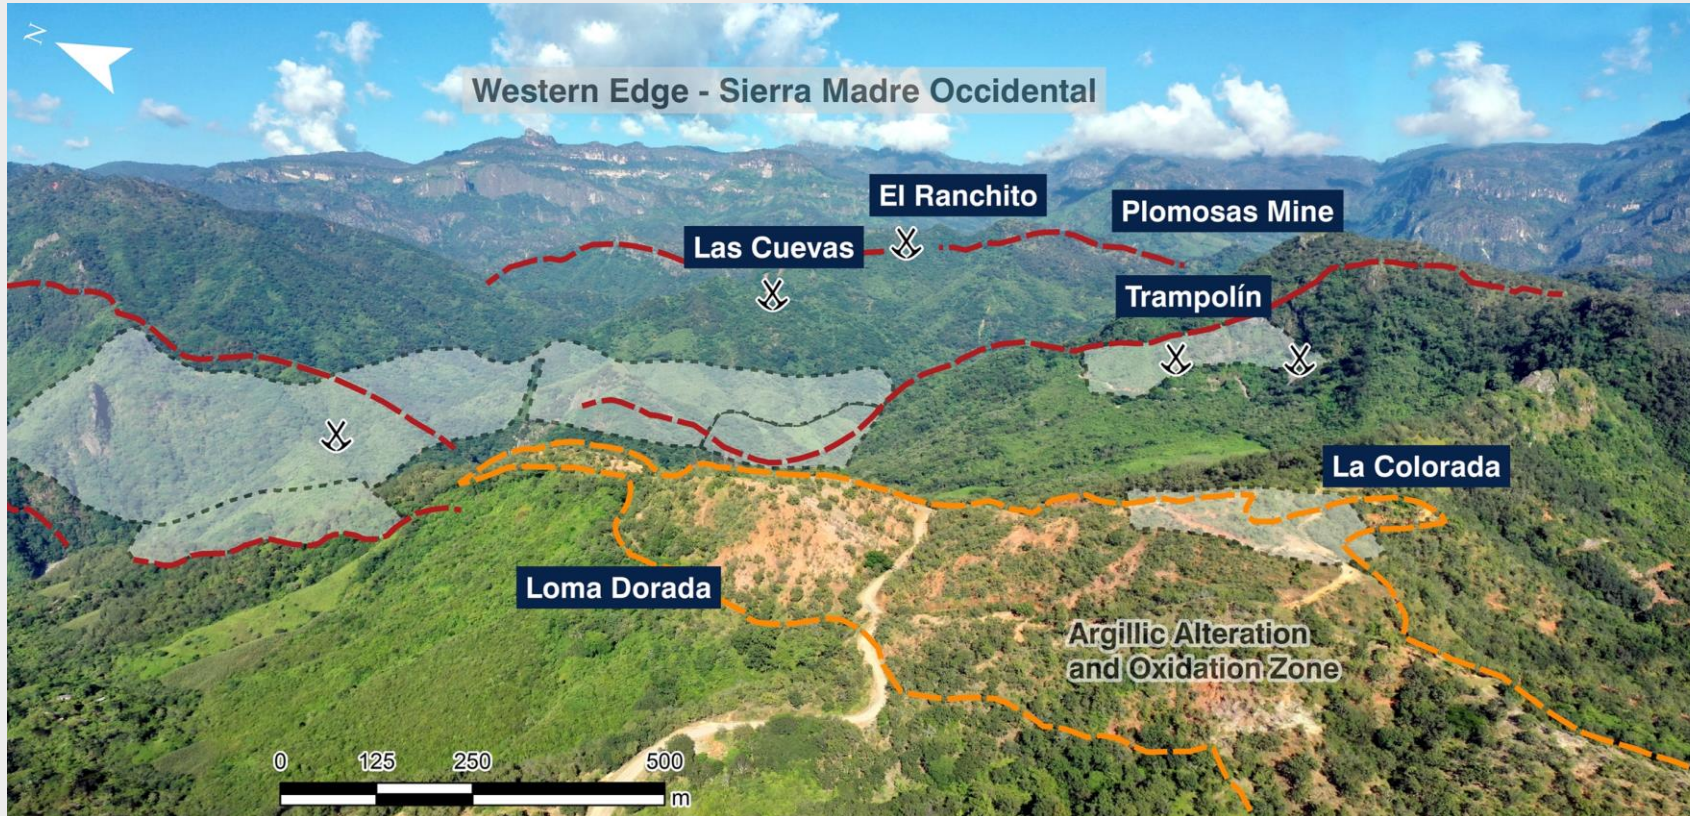 N
Western Edge - Sierra Madre Occidental
El Ranchito
Plomosas Mine
Las Cuevas
Trampolín
La Colorada
Loma Dorada
Argillic Alteration
and Oxidation Zone
0 125 250 500
m